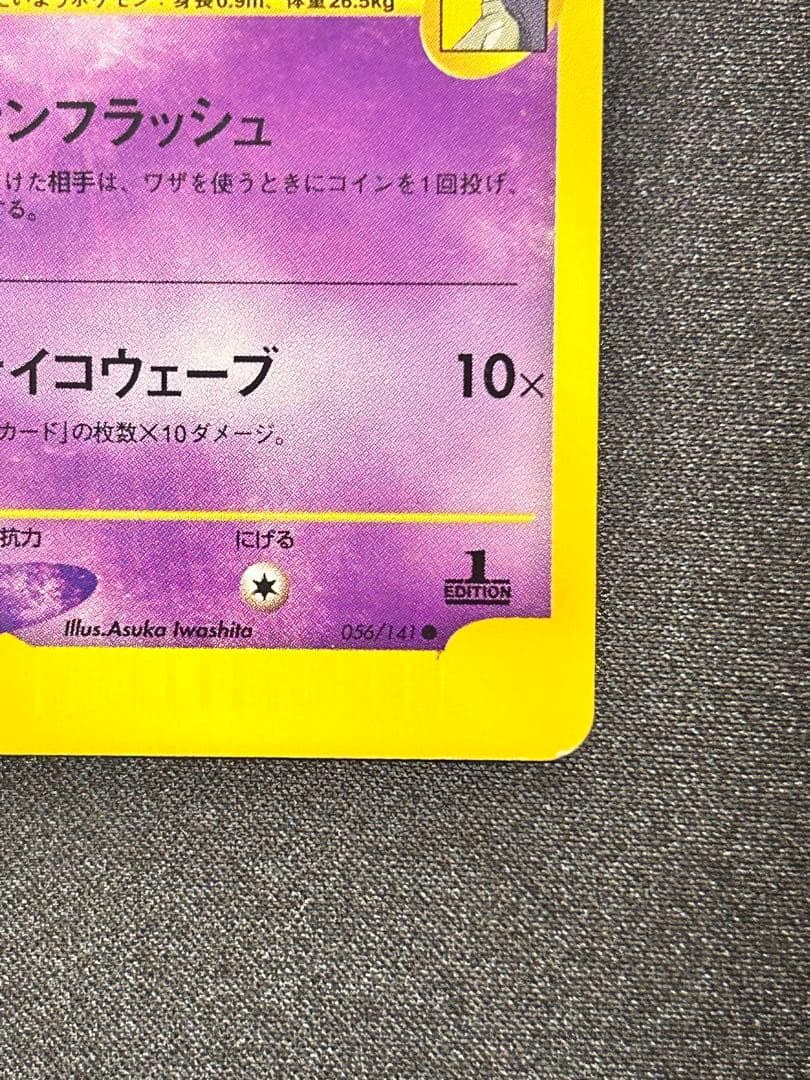 たいようポケモン：身長0.9m、体重26.5kg
ンフラッシュ
けた相手は、ワザを使うときにコインを1回投げ、
する。
イコウェーブ 10×
カード」の枚数×10ダメージ。
抗力 にげる
1
EDITION
Illus.Asuka Iwashita 056/141●